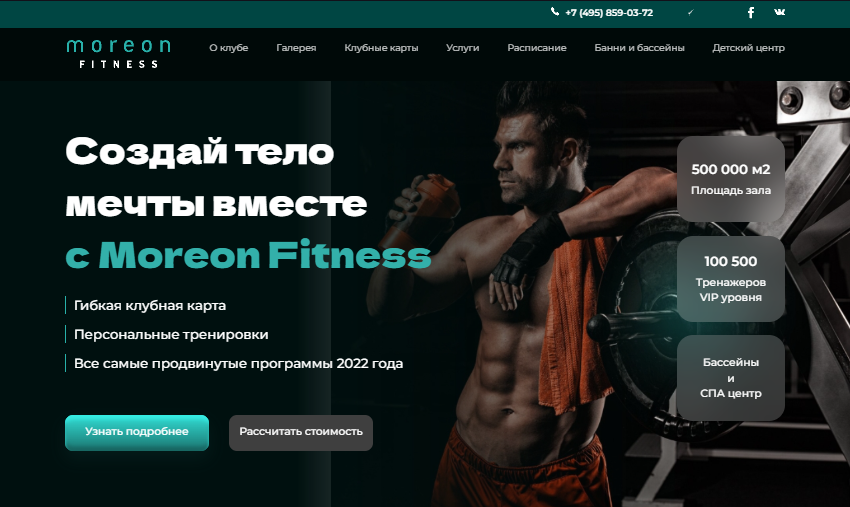 +7 (495) 859-03-72
moreon
FITNESS
О клубе
Галерея
Клубные карты
Услуги
Расписание
Банни и бассейны
Детский центр
Создай тело
мечты вместе
с Moreon Fitness
Гибкая клубная карта
Персональные тренировки
Все самые продвинутые программы 2022 года
Узнать подробнее
Рассчитать стоимость
500 000 м2
Площадь зала
100 500
Тренажеров
VIP уровня
Бассейны
и
СПА центр